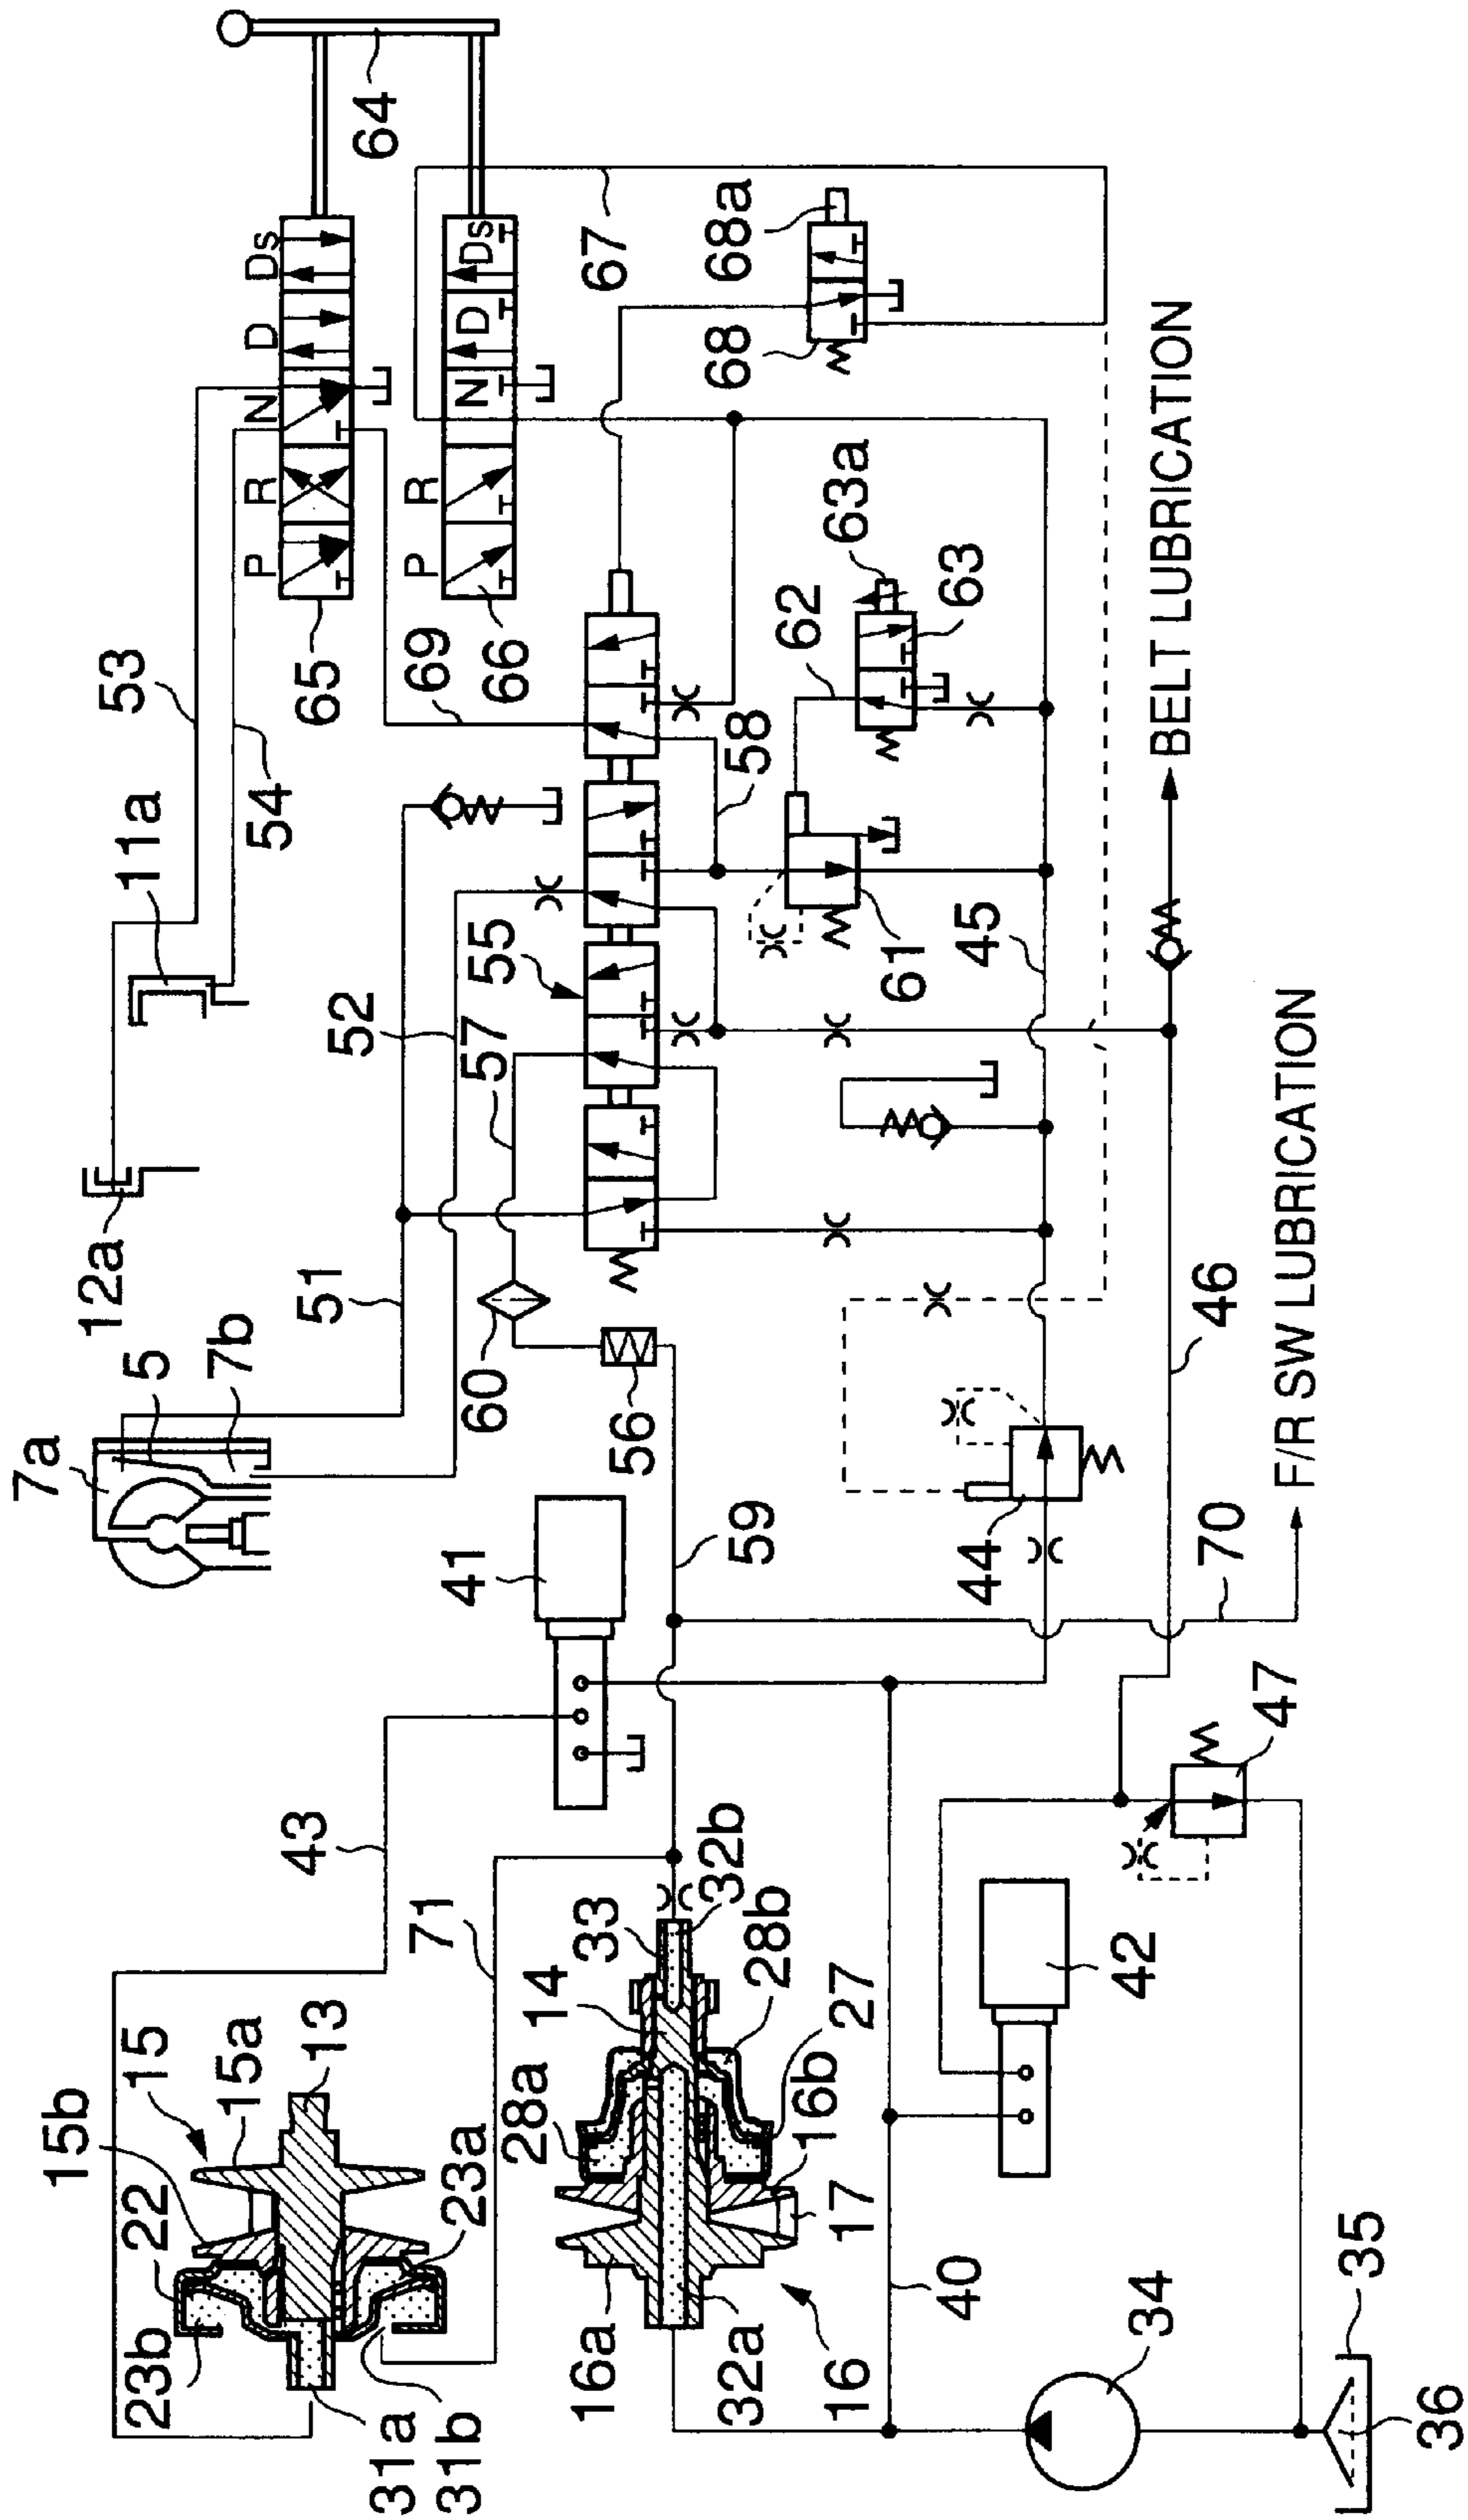 7a
5
7b
12a
11a
53
54
51
52
57
55
60
56
59
69
65
P
R
N
D
Ds
66
P
R
N
D
Ds
64
67
68
68a
58
61
62
63
63a
45
44
46
47
70
43
41
71
42
40
15b
15
15a
13
22
23b
23a
31a
31b
33
14
32b
28b
28a
27
16b
17
16a
32a
16
34
35
36
BELT LUBRICATION
F/R SW LUBRICATION